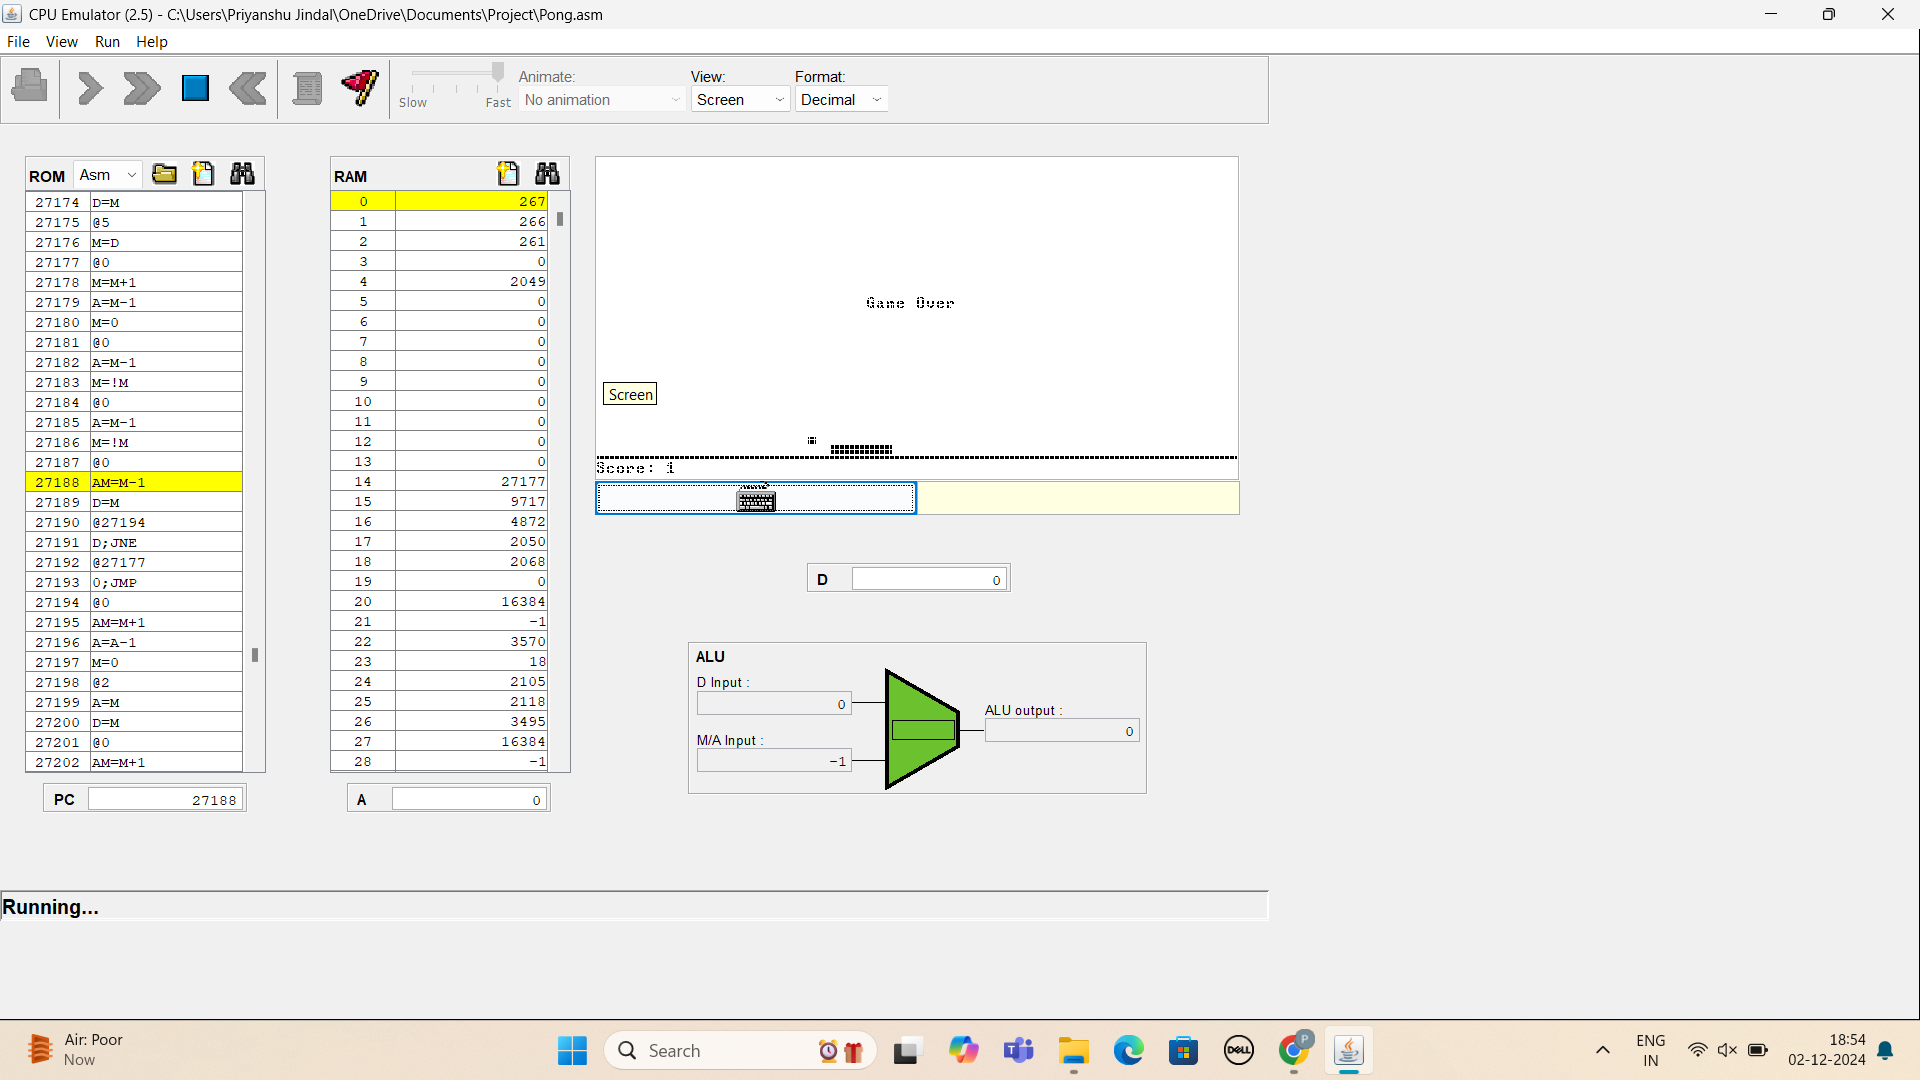 CPU Emulator (2.5) - C:\Users\Priyanshu Jindal\OneDrive\Documents\Project\Pong.asm
File View Run Help
Slow Fast
Animate:
No animation
View:
Screen
Format:
Decimal
ROM Asm
27174 D=M
27175 @5
27176 M=D
27177 @0
27178 M=M+1
27179 A=M-1
27180 M=0
27181 @0
27182 A=M-1
27183 M=!M
27184 @0
27185 A=M-1
27186 M=!M
27187 @0
27188 AM=M-1
27189 D=M
27190 @27194
27191 D;JNE
27192 @27177
27193 0;JMP
27194 @0
27195 AM=M+1
27196 A=A-1
27197 M=0
27198 @2
27199 A=M
27200 D=M
27201 @0
27202 AM=M+1
PC 27188
RAM
0 267
1 266
2 261
3 0
4 2049
5 0
6 0
7 0
8 0
9 0
10 0
11 0
12 0
13 0
14 27177
15 9717
16 4872
17 2050
18 2068
19 0
20 16384
21 -1
22 3570
23 18
24 2105
25 2118
26 3495
27 16384
28 -1
A 0
Game Over
Screen
Score: 1
D 0
ALU
D Input :
0
M/A Input :
-1
ALU output :
0
Running...
Air: Poor
Now
Search
DELL
P
ENG
IN
18:54
02-12-2024